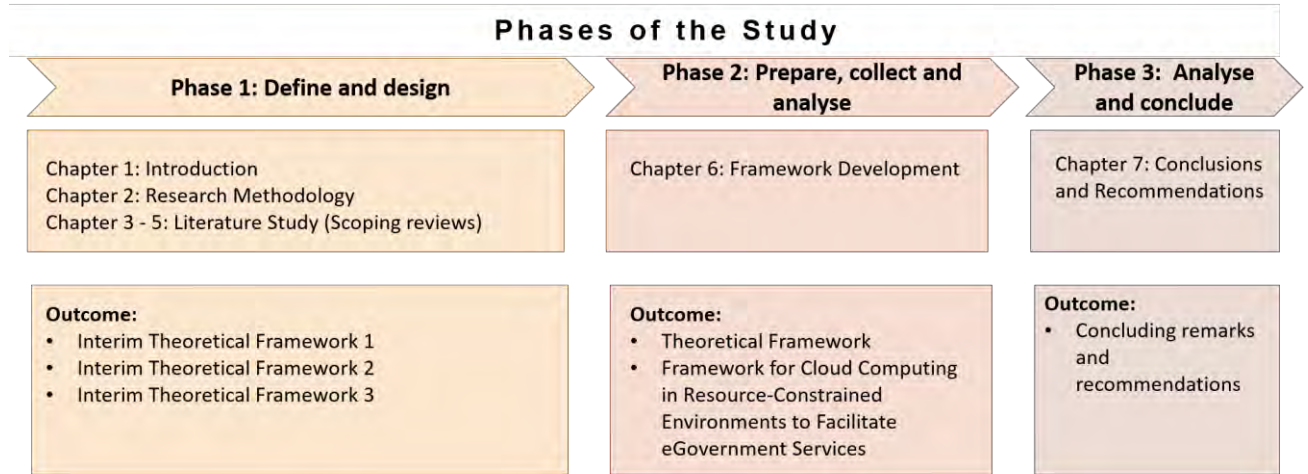 Phases of the Study
Phase 1: Define and design
Phase 2: Prepare, collect and
analyse
Phase 3: Analyse
and conclude
Chapter 1: Introduction
Chapter 2: Research Methodology
Chapter 3 - 5: Literature Study (Scoping reviews)
Chapter 6: Framework Development
Chapter 7: Conclusions
and Recommendations
Outcome:
• Interim Theoretical Framework 1
• Interim Theoretical Framework 2
• Interim Theoretical Framework 3
Outcome:
• Theoretical Framework
• Framework for Cloud Computing
in Resource-Constrained
Environments to Facilitate
eGovernment Services
Outcome:
• Concluding remarks
and
recommendations